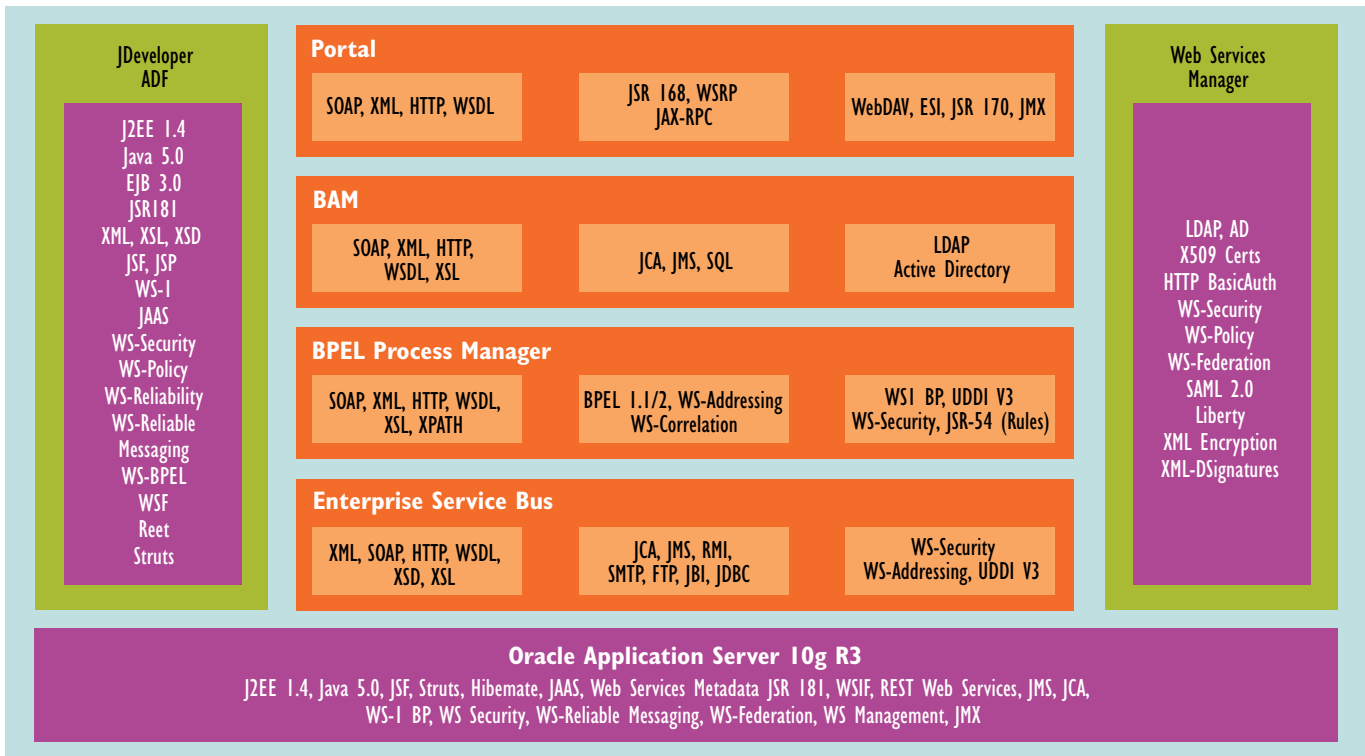 JDeveloper
ADF
J2EE 1.4
Java 5.0
EJB 3.0
JSR181
XML, XSL, XSD
JSF, JSP
WS-I
JAAS
WS-Security
WS-Policy
WS-Reliability
WS-Reliable
Messaging
WS-BPEL
WSF
Reet
Struts
Portal
SOAP, XML, HTTP, WSDL
JSR 168, WSRP
JAX-RPC
WebDAV, ESI, JSR 170, JMX
BAM
SOAP, XML, HTTP,
WSDL, XSL
JCA, JMS, SQL
LDAP
Active Directory
BPEL Process Manager
SOAP, XML, HTTP, WSDL,
XSL, XPATH
BPEL 1.1/2, WS-Addressing
WS-Correlation
WS1 BP, UDDI V3
WS-Security, JSR-54 (Rules)
Enterprise Service Bus
XML, SOAP, HTTP, WSDL,
XSD, XSL
JCA, JMS, RMI,
SMTP, FTP, JBI, JDBC
WS-Security
WS-Addressing, UDDI V3
Web Services
Manager
LDAP, AD
X509 Certs
HTTP BasicAuth
WS-Security
WS-Policy
WS-Federation
SAML 2.0
Liberty
XML Encryption
XML-DSignatures
Oracle Application Server 10g R3
J2EE 1.4, Java 5.0, JSF, Struts, Hibemate, JAAS, Web Services Metadata JSR 181, WSIF, REST Web Services, JMS, JCA,
WS-1 BP, WS Security, WS-Reliable Messaging, WS-Federation, WS Management, JMX